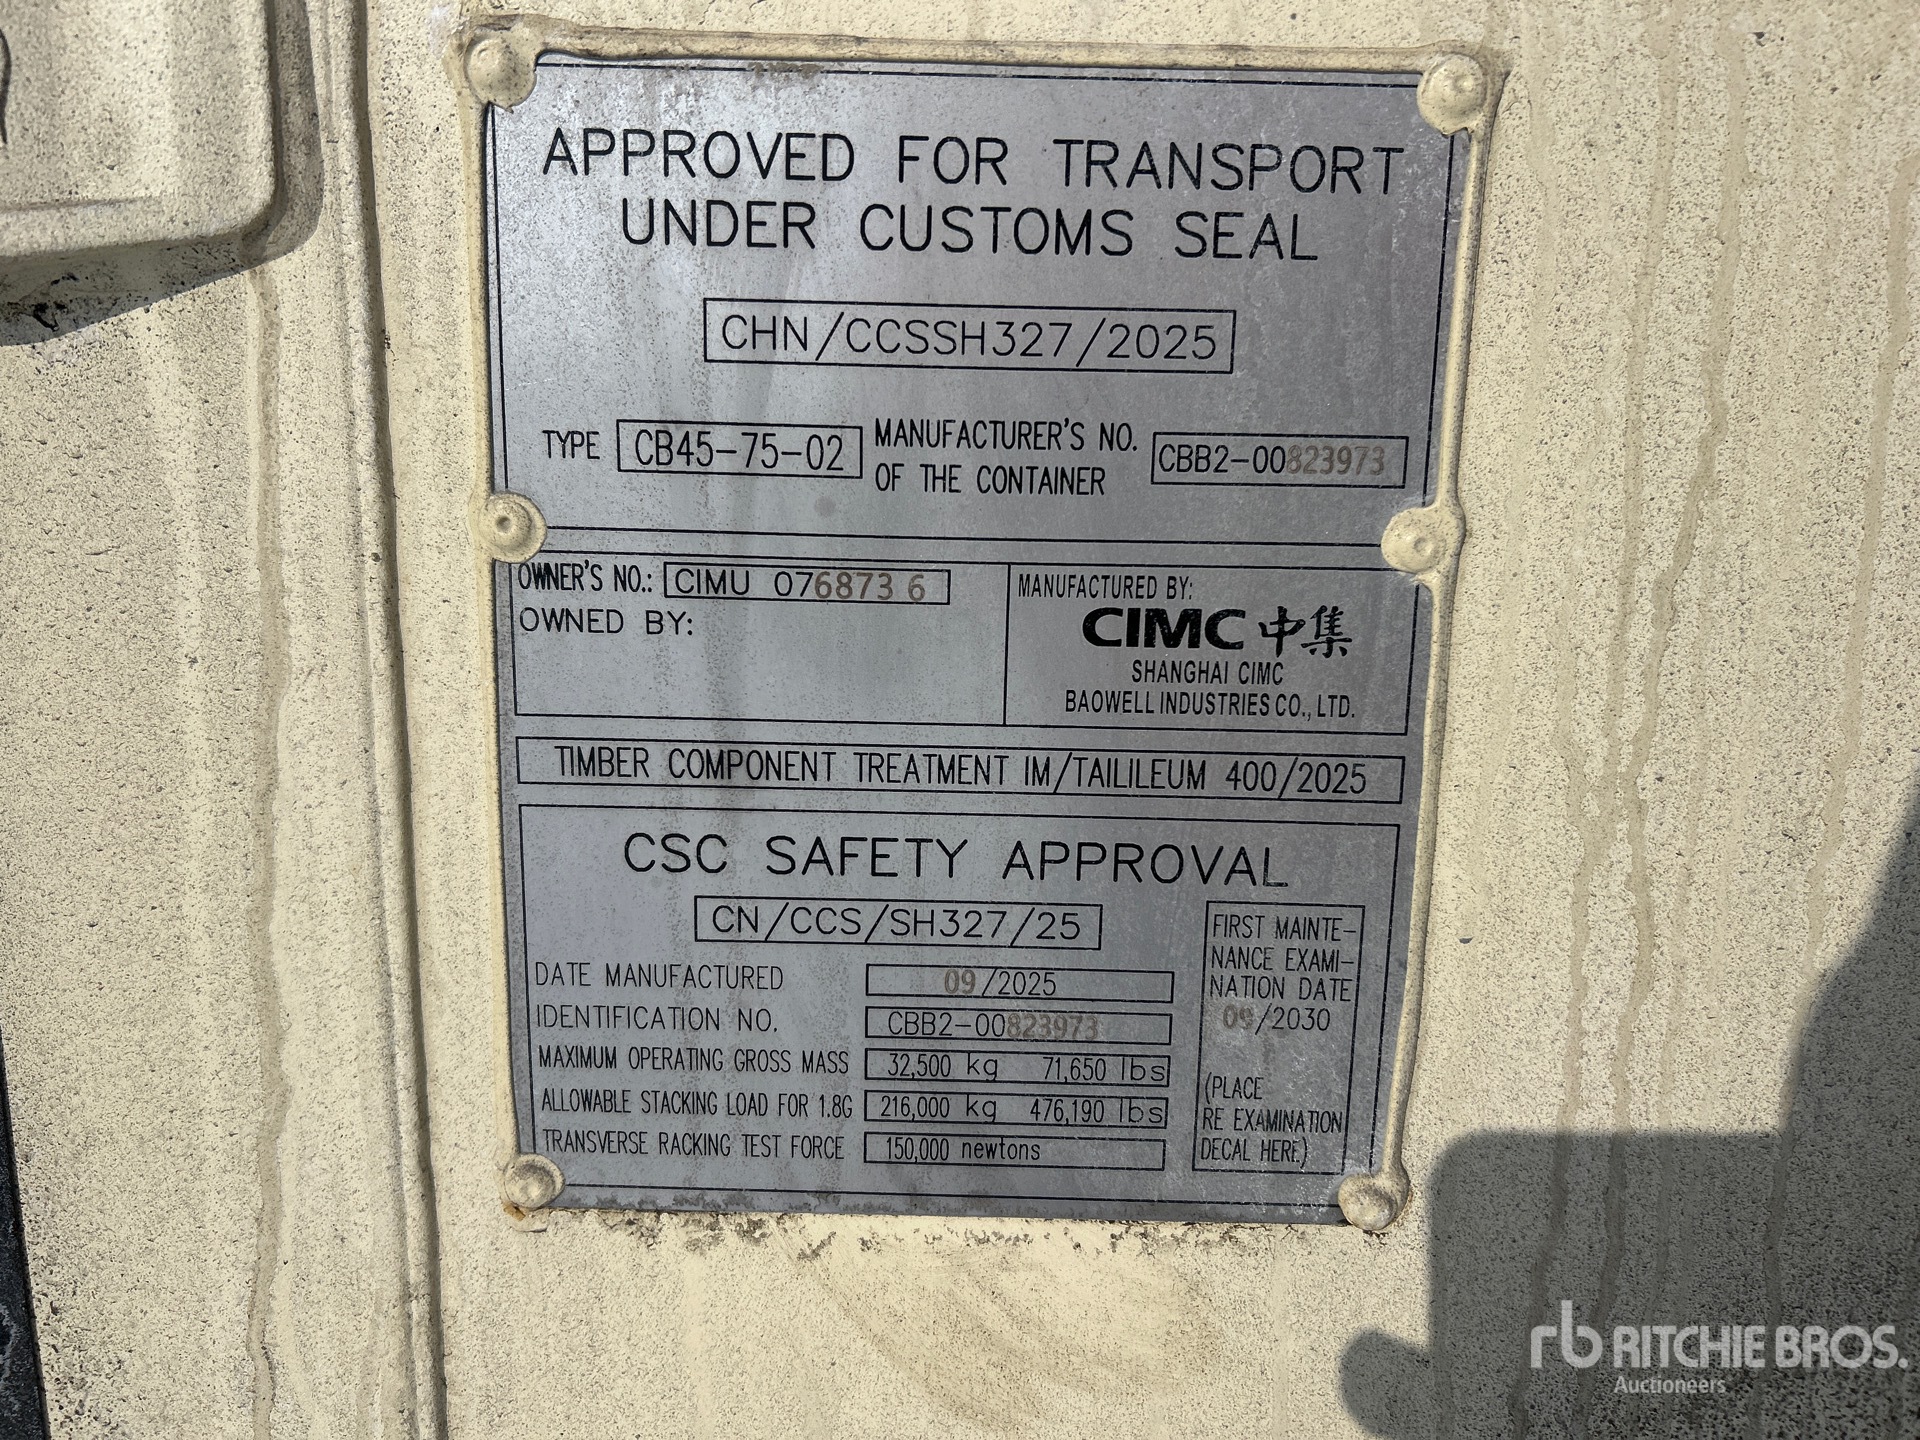 APPROVED FOR TRANSPORT
UNDER CUSTOMS SEAL
CHN/CCSSH327/2025
TYPE CB45-75-02 MANUFACTURER'S NO.
OF THE CONTAINER CBB2-00823973
OWNER'S NO.: CIMU 076873 6
OWNED BY:
MANUFACTURED BY:
CIMC 中集
SHANGHAI CIMC
BAOWELL INDUSTRIES CO., LTD.
TIMBER COMPONENT TREATMENT IM/TAILILEUM 400/2025
CSC SAFETY APPROVAL
CN/CCS/SH327/25
DATE MANUFACTURED 09/2025
IDENTIFICATION NO. CBB2-00823973
MAXIMUM OPERATING GROSS MASS 32,500 kg 71,650 lbs
ALLOWABLE STACKING LOAD FOR 1.8G 216,000 kg 476,190 lbs
TRANSVERSE RACKING TEST FORCE 150,000 newtons
FIRST MAINTE-
NANCE EXAMI-
NATION DATE
09/2030
(PLACE
RE EXAMINATION
DECAL HERE)
rb RITCHIE BROS.
Auctioneers